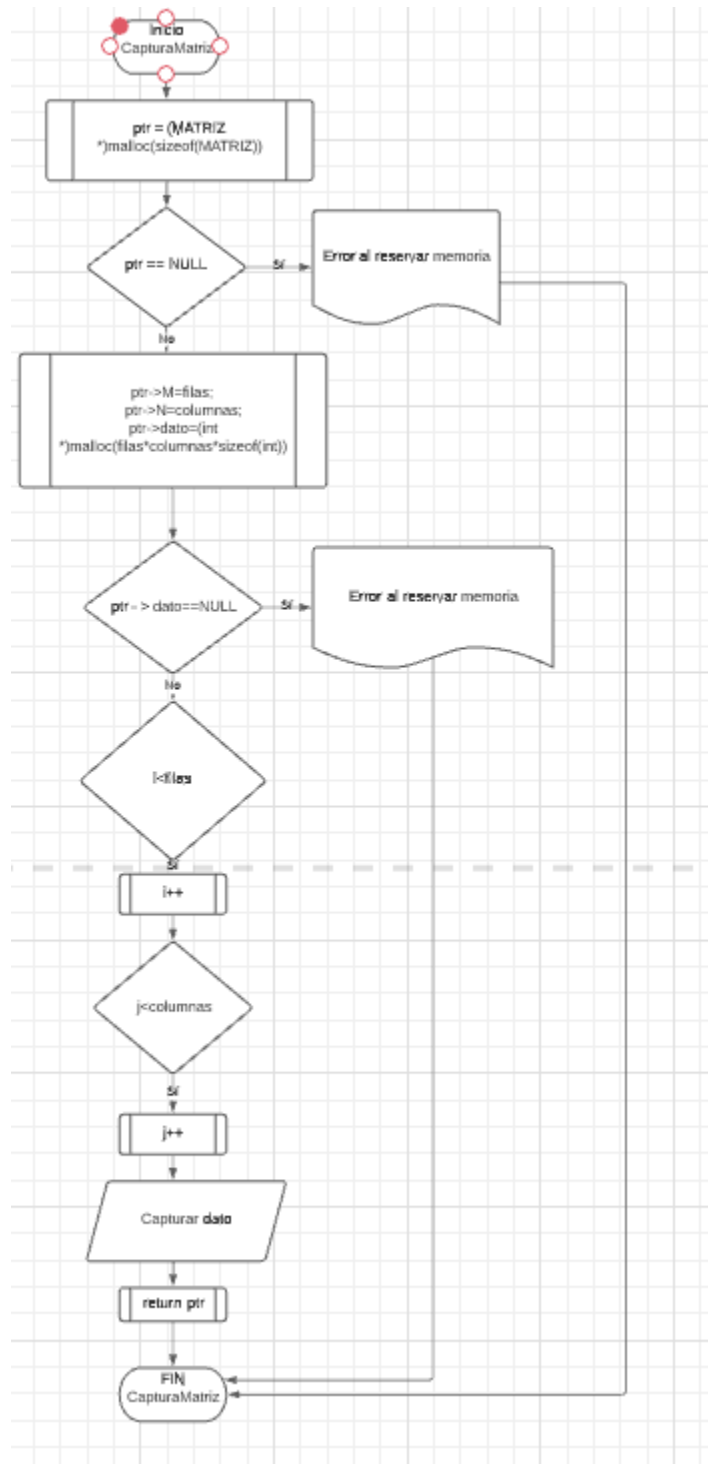 Inicio
CapturaMatriz
ptr = (MATRIZ
*)malloc(sizeof(MATRIZ))
ptr == NULL
Sí
Error al reservar memoria
No
ptr->M=filas;
ptr->N=columnas;
ptr->dato=(int
*)malloc(filas*columnas*sizeof(int))
ptr- > dato==NULL
Sí
Error al reservar memoria
No
i<filas
Sí
i++
j<columnas
Sí
j++
Capturar dato
return ptr
FIN
CapturaMatriz